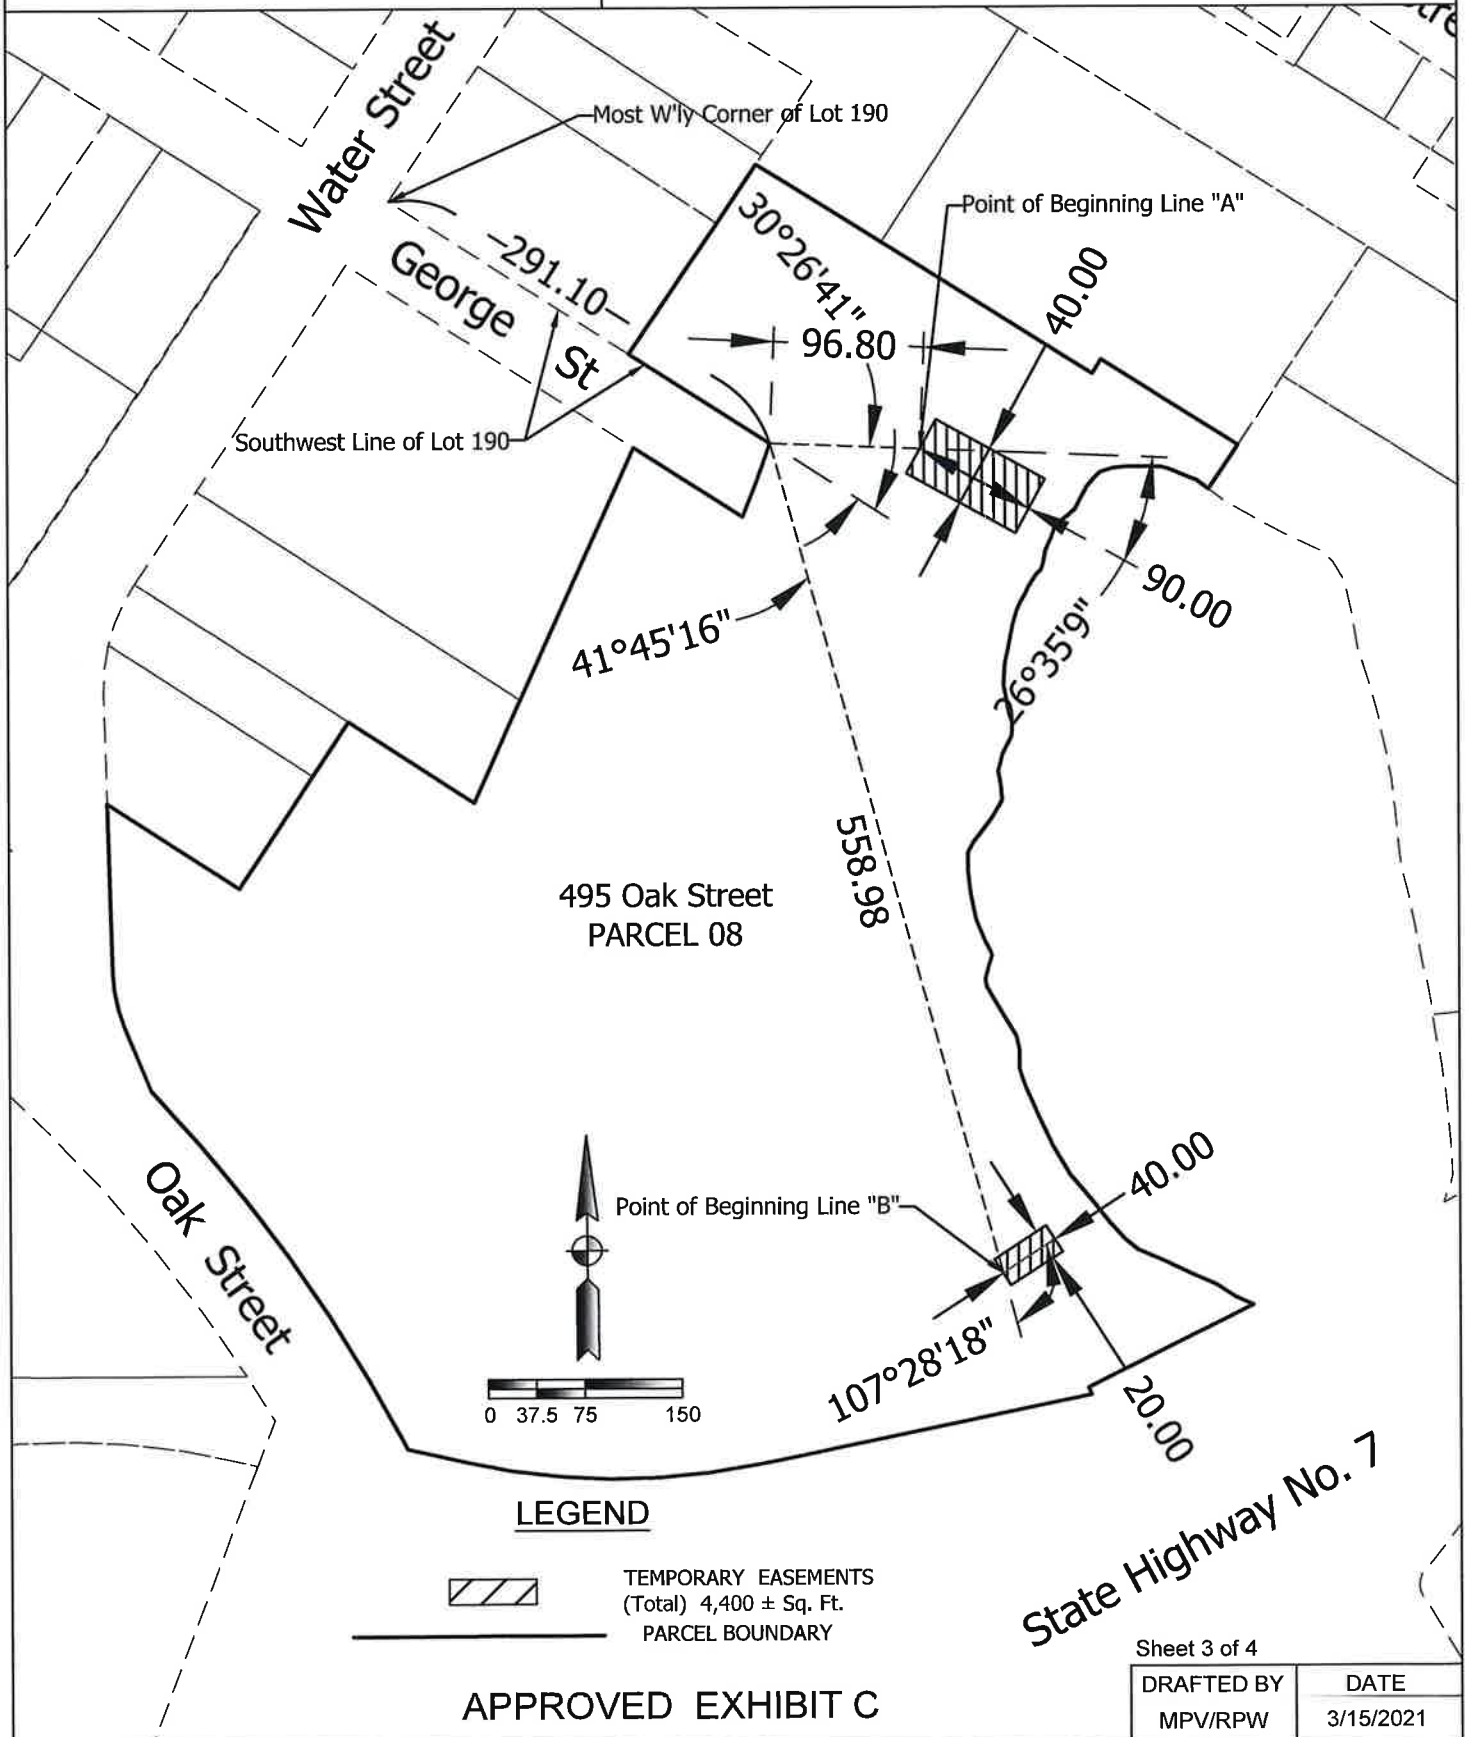 Water Street
Most W'ly Corner of Lot 190
Point of Beginning Line "A"
George St
291.10
30°26'41"
96.80
40.00
Southwest Line of Lot 190
90.00
41°45'16"
26°35'9"
558.98
495 Oak Street
PARCEL 08
Oak Street
Point of Beginning Line "B"
40.00
107°28'18"
20.00
0 37.5 75 150
State Highway No. 7
LEGEND
TEMPORARY EASEMENTS
(Total) 4,400 ± Sq. Ft.
PARCEL BOUNDARY
Sheet 3 of 4
DRAFTED BY DATE
MPV/RPW 3/15/2021
APPROVED EXHIBIT C